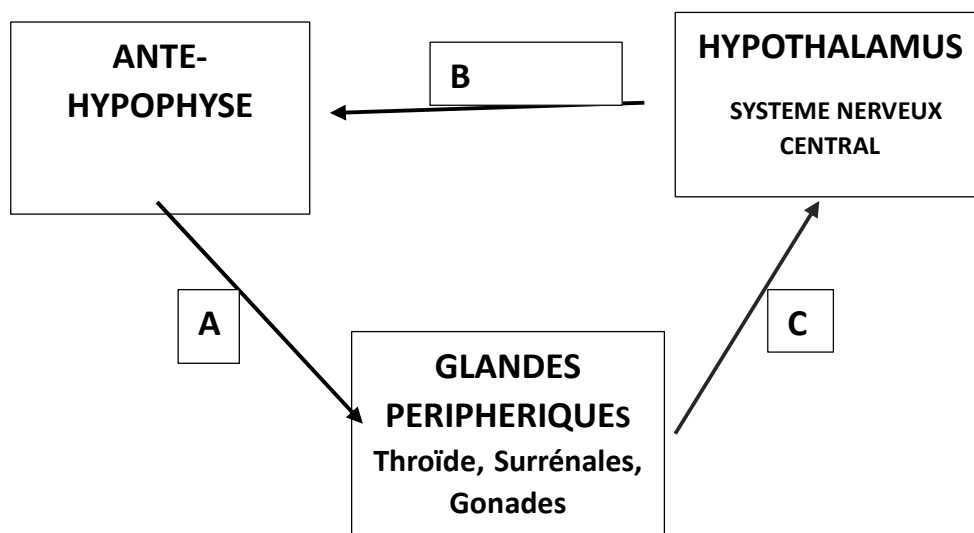 ANTE-
HYPOPHYSE
B
HYPOTHALAMUS
SYSTEME NERVEUX
CENTRAL
A
C
GLANDES
PERIPHERIQUEs
Throïde, Surrénales,
Gonades